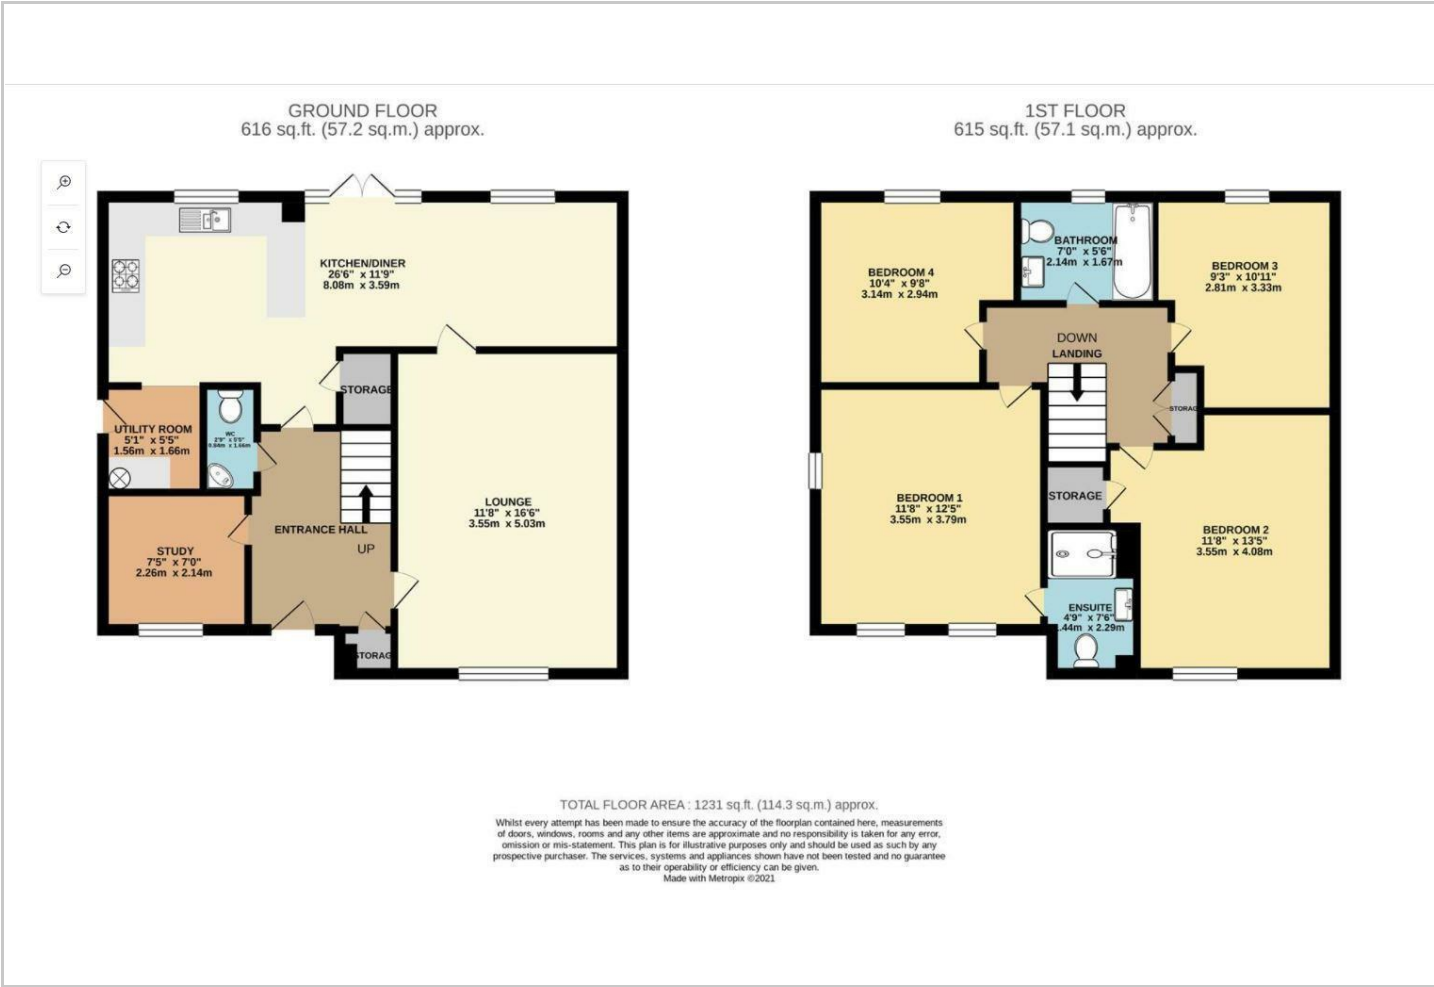 GROUND FLOOR
616 sq.ft. (57.2 sq.m.) approx.
KITCHEN/DINER
26'6" x 11'9"
8.08m x 3.59m
STORAGE
UTILITY ROOM
5'1" x 5'5"
1.56m x 1.66m
WC
2'9" x 5'5"
0.84m x 1.66m
LOUNGE
11'8" x 16'6"
3.55m x 5.03m
ENTRANCE HALL
UP
STUDY
7'5" x 7'0"
2.26m x 2.14m
STORAG
1ST FLOOR
615 sq.ft. (57.1 sq.m.) approx.
BEDROOM 4
10'4" x 9'8"
3.14m x 2.94m
BATHROOM
7'0" x 5'6"
2.14m x 1.67m
BEDROOM 3
9'3" x 10'11"
2.81m x 3.33m
DOWN
LANDING
STORAG
BEDROOM 1
11'8" x 12'5"
3.55m x 3.79m
STORAGE
BEDROOM 2
11'8" x 13'5"
3.55m x 4.08m
ENSUITE
4'9" x 7'6"
.44m x 2.29m
TOTAL FLOOR AREA : 1231 sq.ft. (114.3 sq.m.) approx.
Whilst every attempt has been made to ensure the accuracy of the floorplan contained here, measurements
of doors, windows, rooms and any other items are approximate and no responsibility is taken for any error,
omission or mis-statement. This plan is for illustrative purposes only and should be used as such by any
prospective purchaser. The services, systems and appliances shown have not been tested and no guarantee
as to their operability or efficiency can be given.
Made with Metropix ©2021